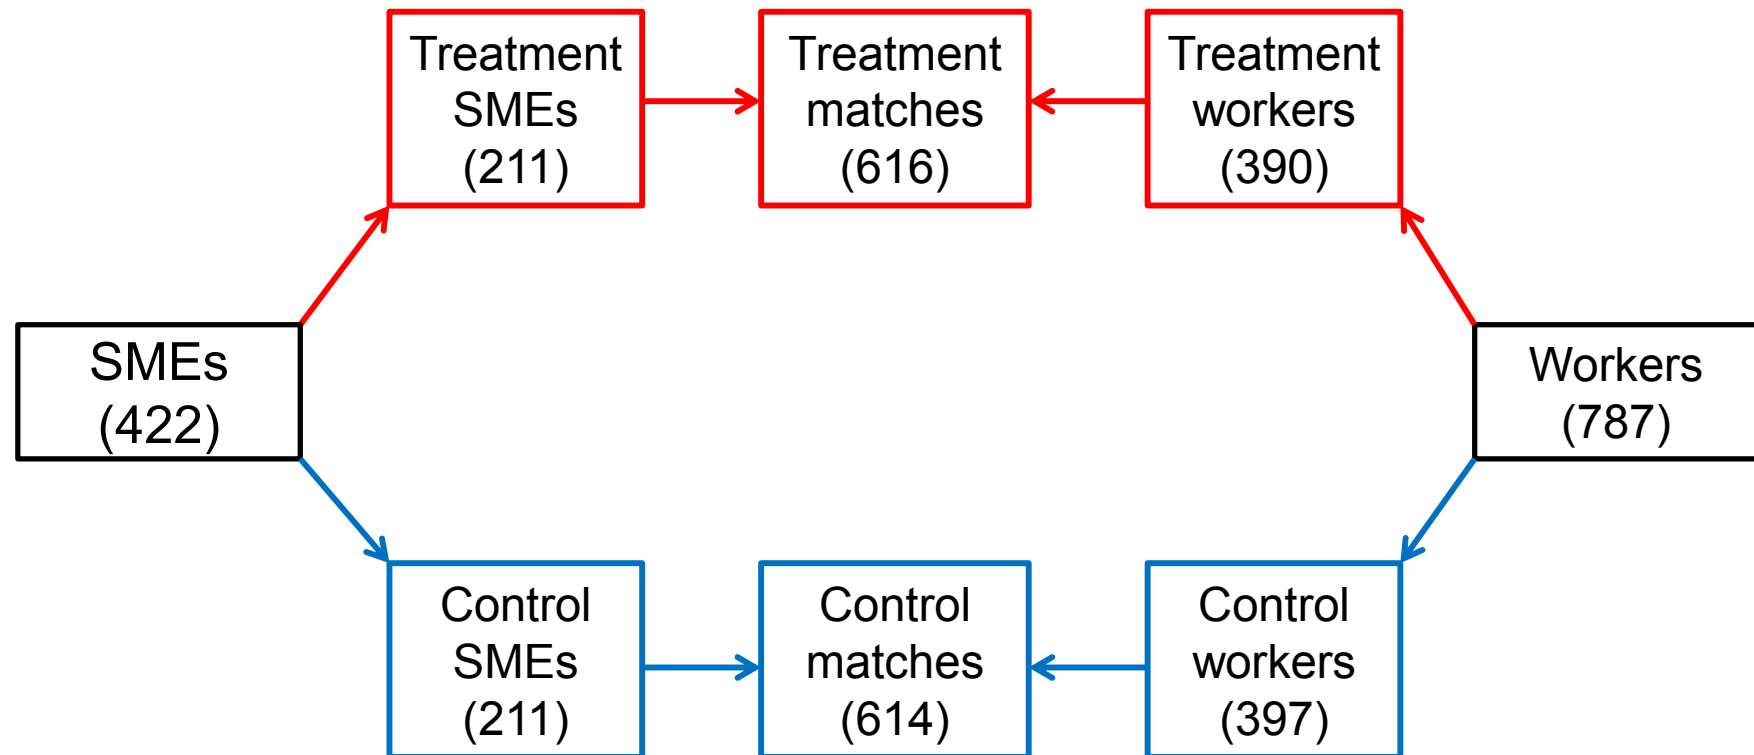 Treatment
SMEs
(211)
Treatment
matches
(616)
Treatment
workers
(390)
SMEs
(422)
Workers
(787)
Control
SMEs
(211)
Control
matches
(614)
Control
workers
(397)